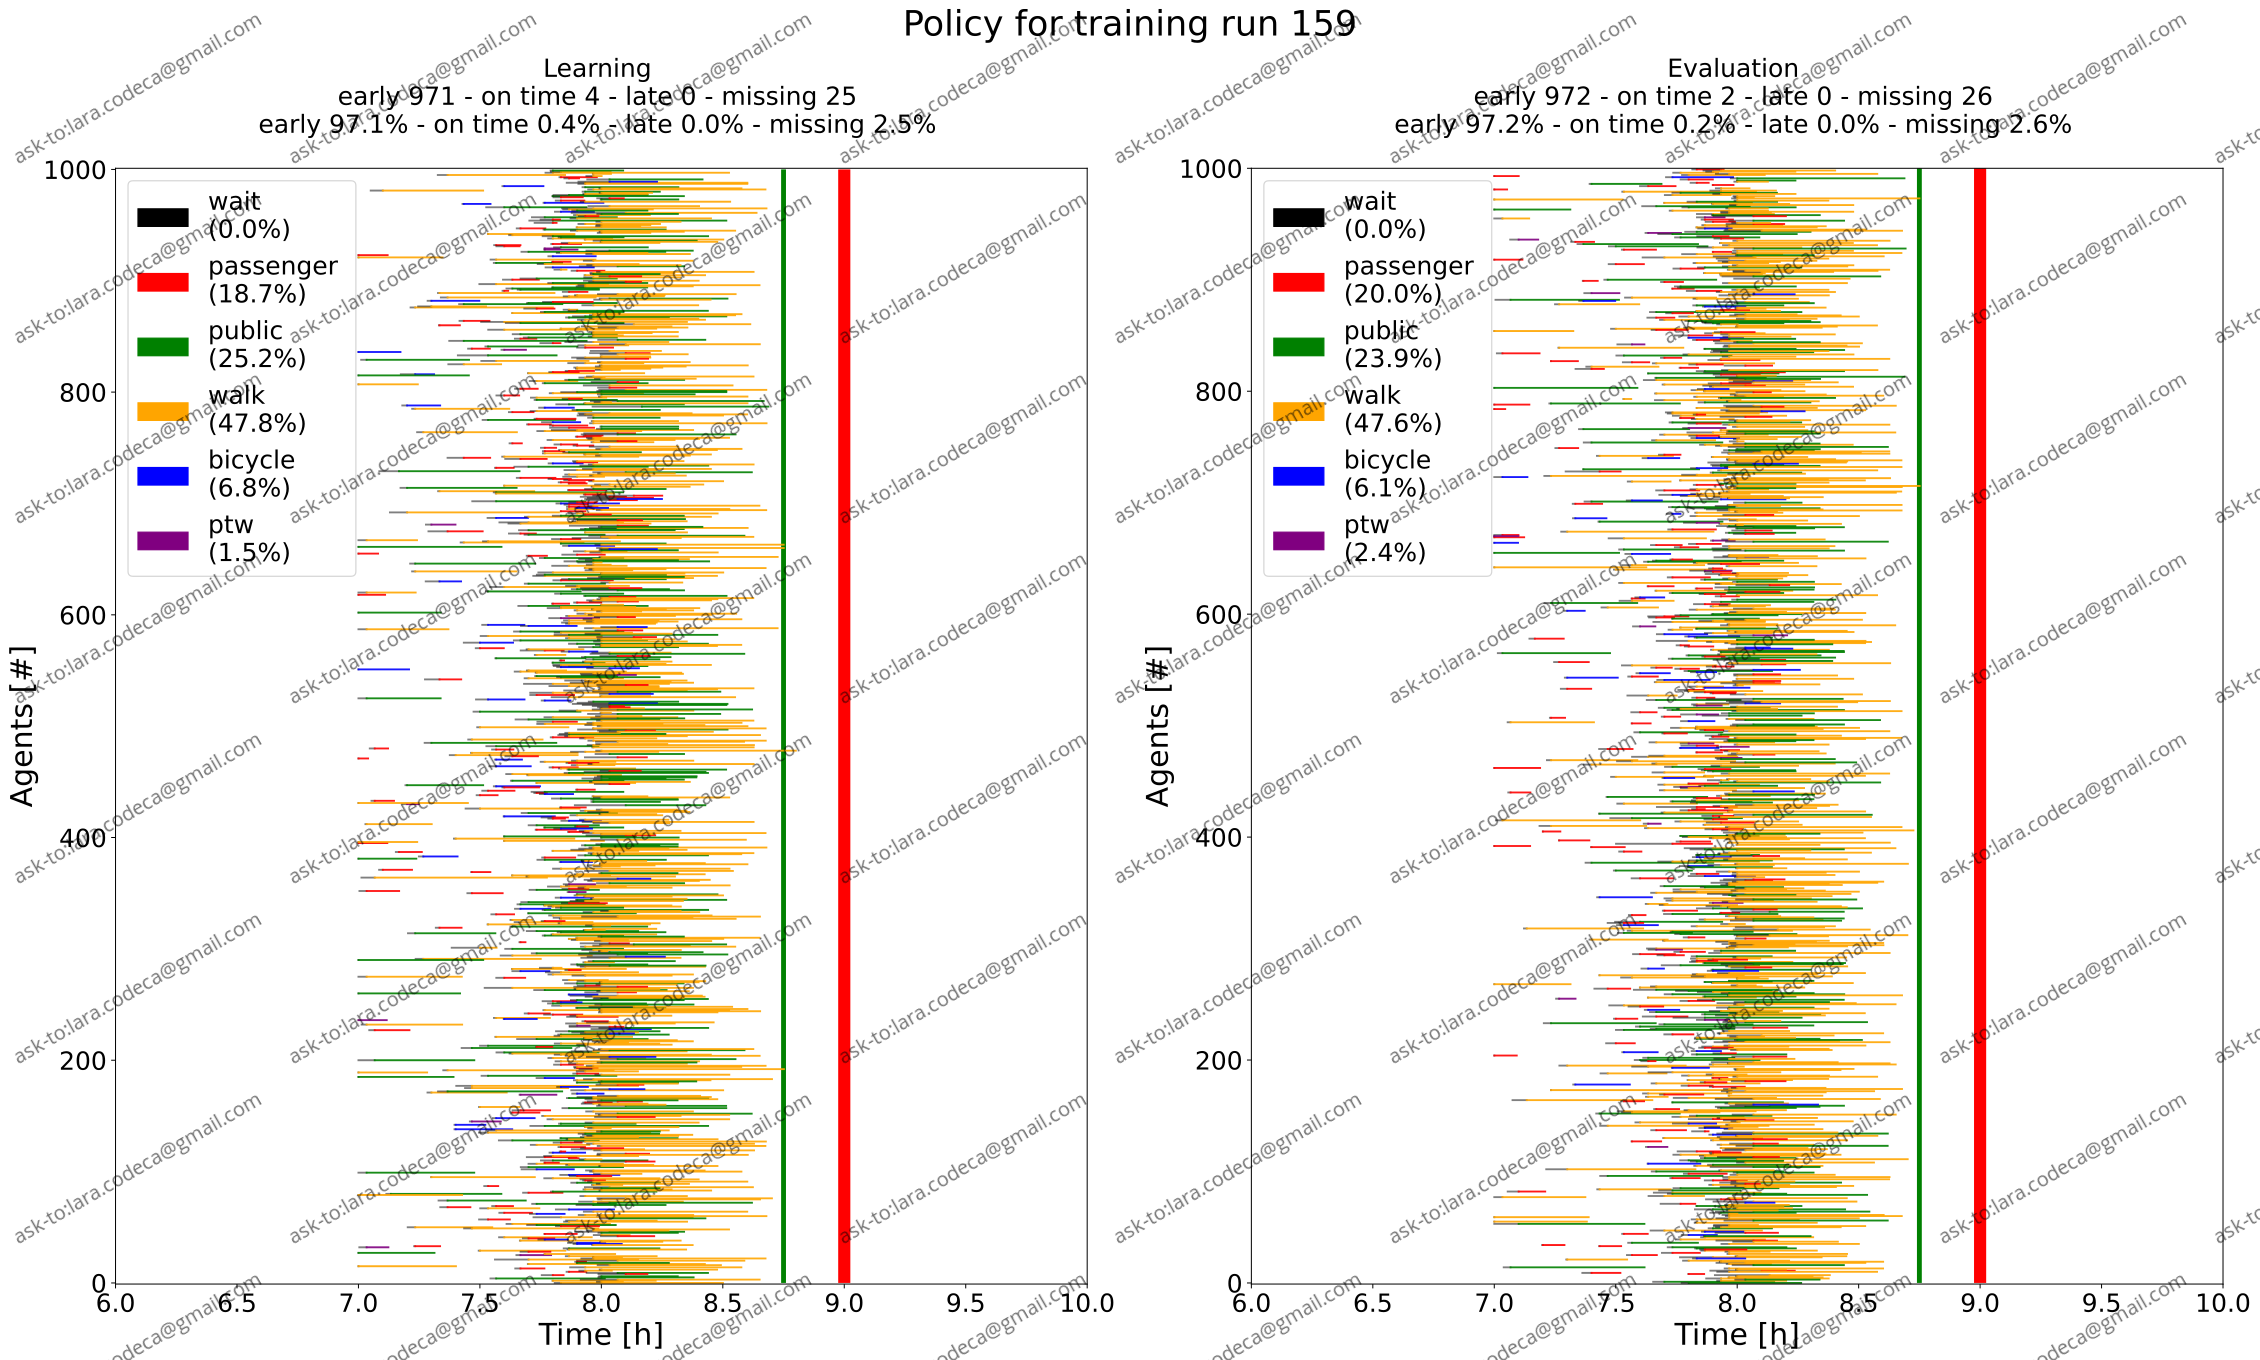 Policy for training run 159
Learning
early 971 - on time 4 - late 0 - missing 25
early 97.1% - on time 0.4% - late 0.0% - missing 2.5%
Evaluation
early 972 - on time 2 - late 0 - missing 26
early 97.2% - on time 0.2% - late 0.0% - missing 2.6%
wait
(0.0%)
passenger
(18.7%)
public
(25.2%)
walk
(47.8%)
bicycle
(6.8%)
ptw
(1.5%)
wait
(0.0%)
passenger
(20.0%)
public
(23.9%)
walk
(47.6%)
bicycle
(6.1%)
ptw
(2.4%)
1000
800
600
400
200
0
Agents [#]
6.0 6.5 7.0 7.5 8.0 8.5 9.0 9.5 10.0
Time [h]
1000
800
600
400
200
0
Agents [#]
6.0 6.5 7.0 7.5 8.0 8.5 9.0 9.5 10.0
Time [h]
ask-to:lara.codeca@gmail.com